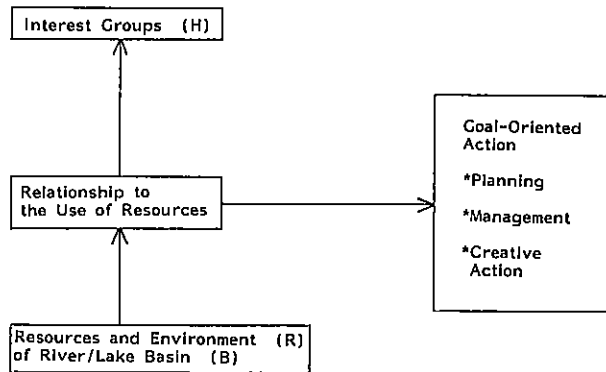 Interest Groups (H)
Relationship to
the Use of Resources
Resources and Environment (R)
of River/Lake Basin (B)
Goal-Oriented
Action
*Planning
*Management
*Creative
Action